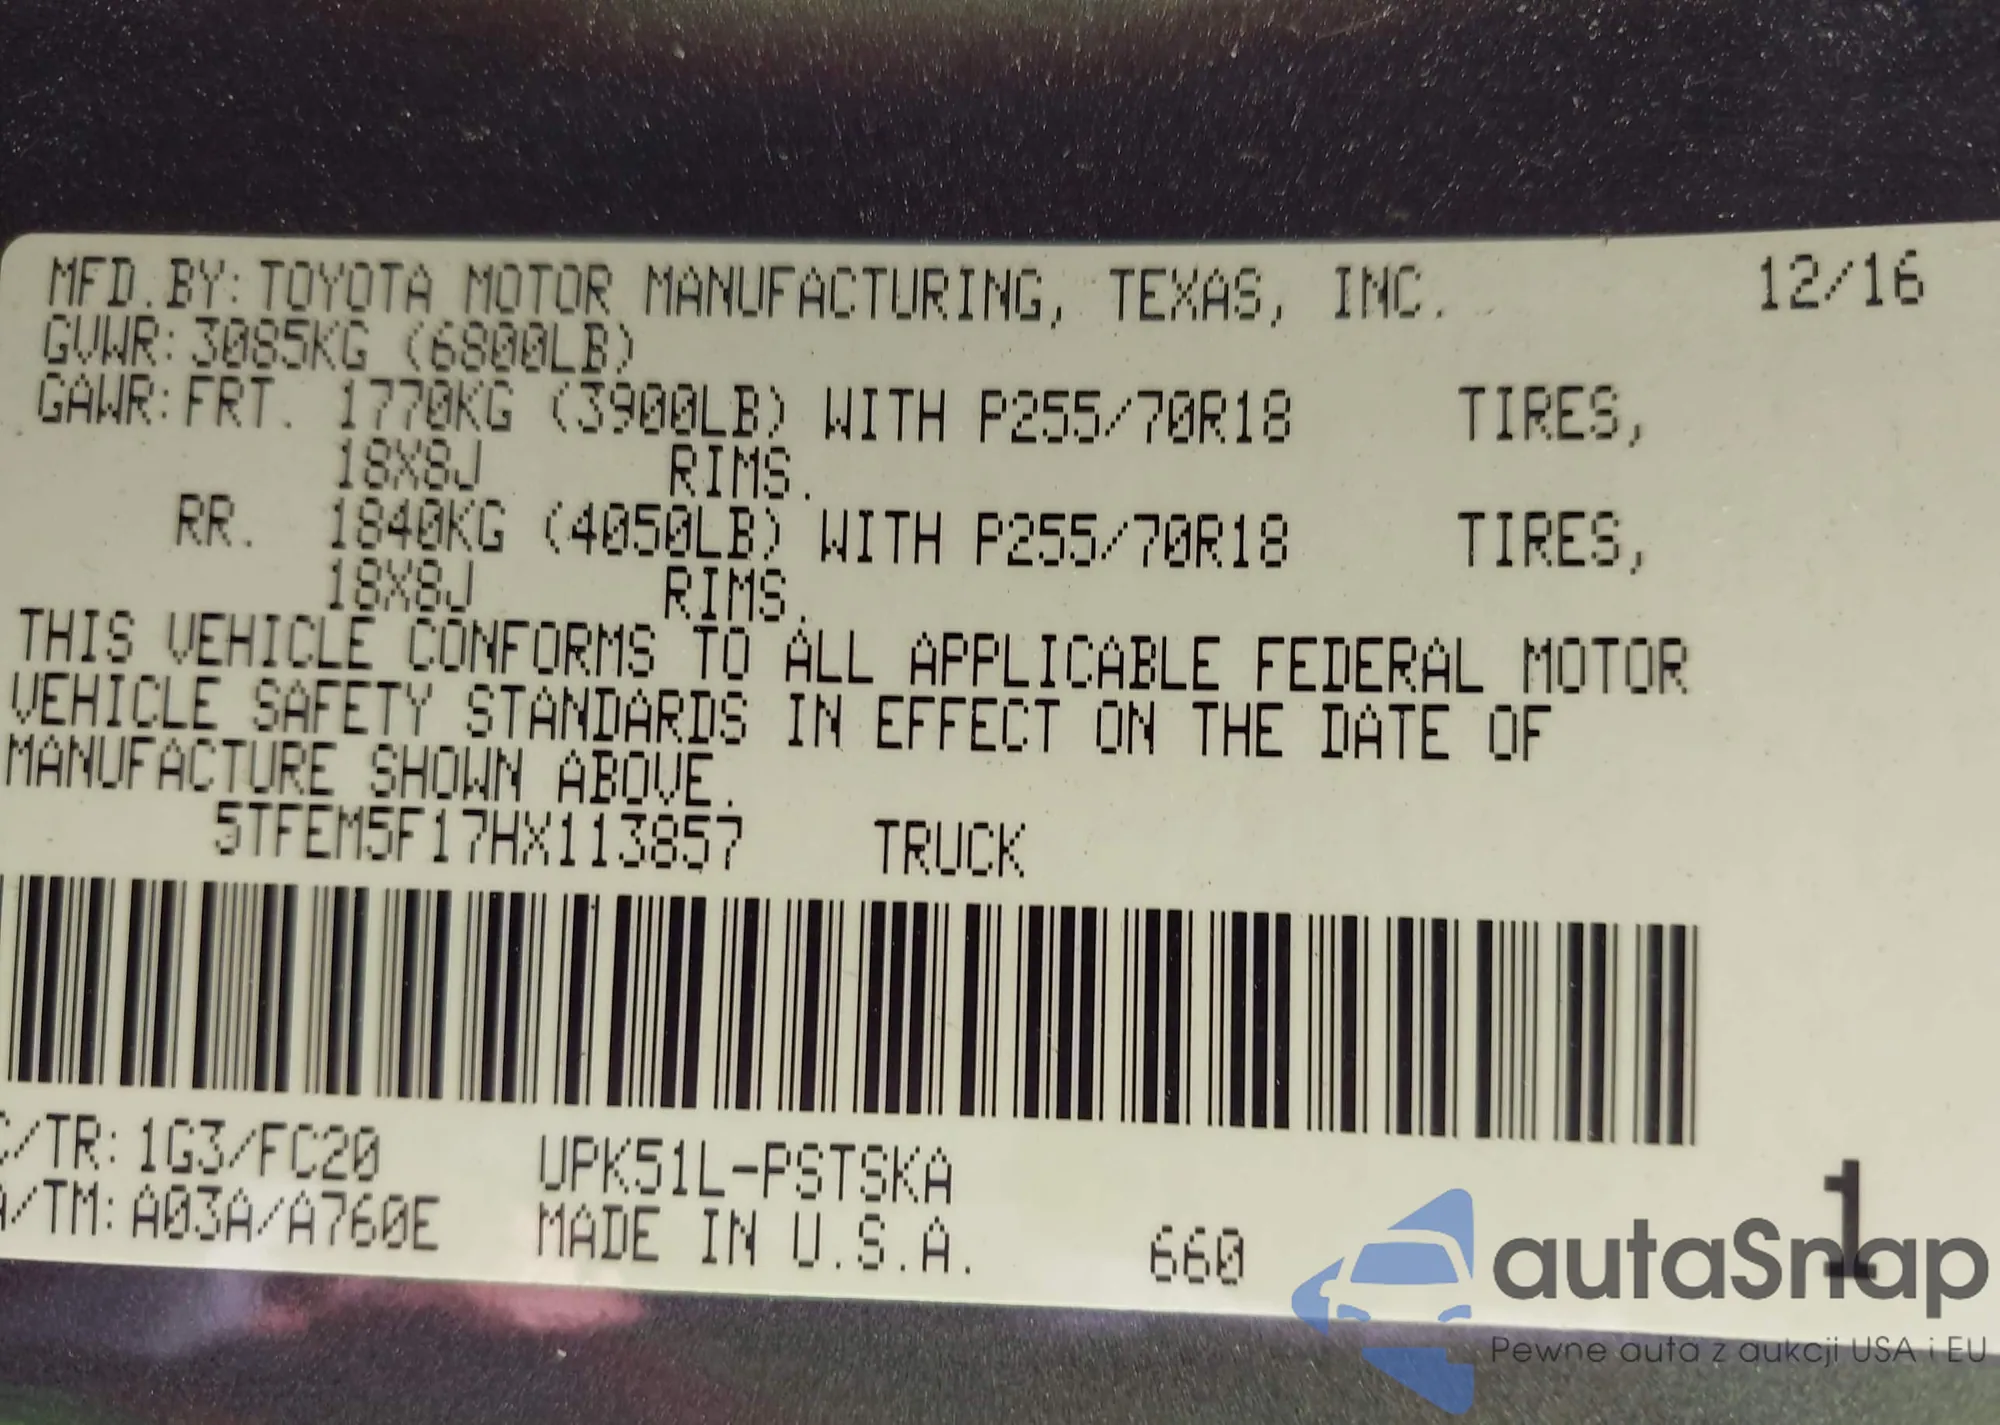 MFD.BY:TOYOTA MOTOR MANUFACTURING, TEXAS, INC. 12/16
GVWR:3085KG (6800LB)
GAWR:FRT. 1770KG (3900LB) WITH P255/70R18 TIRES,
18X8J RIMS.
RR. 1840KG (4050LB) WITH P255/70R18 TIRES,
18X8J RIMS.
THIS VEHICLE CONFORMS TO ALL APPLICABLE FEDERAL MOTOR
VEHICLE SAFETY STANDARDS IN EFFECT ON THE DATE OF
MANUFACTURE SHOWN ABOVE.
5TFEM5F17HX113857 TRUCK
C/TR:1G3/FC20 UPK51L-PSTSKA
A/TM:A03A/A760E MADE IN U.S.A. 660 1
autaSnap
Pewne auta z aukcji USA i EU